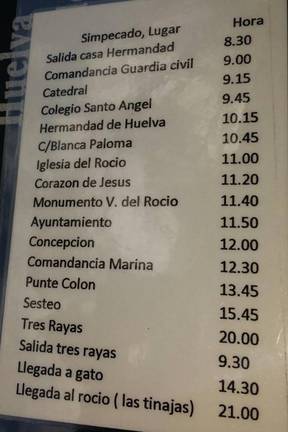 Huelva
Simpecado, Lugar Hora
Salida casa Hermandad 8.30
Comandancia Guardia civil 9.00
Catedral 9.15
Colegio Santo Angel 9.45
Hermandad de Huelva 10.15
C/Blanca Paloma 10.45
Iglesia del Rocio 11.00
Corazon de Jesus 11.20
Monumento V. del Rocio 11.40
Ayuntamiento 11.50
Concepcion 12.00
Comandancia Marina 12.30
Punte Colon 13.45
Sesteo 15.45
Tres Rayas 20.00
Salida tres rayas 9.30
Llegada a gato 14.30
Llegada al rocio ( las tinajas) 21.00